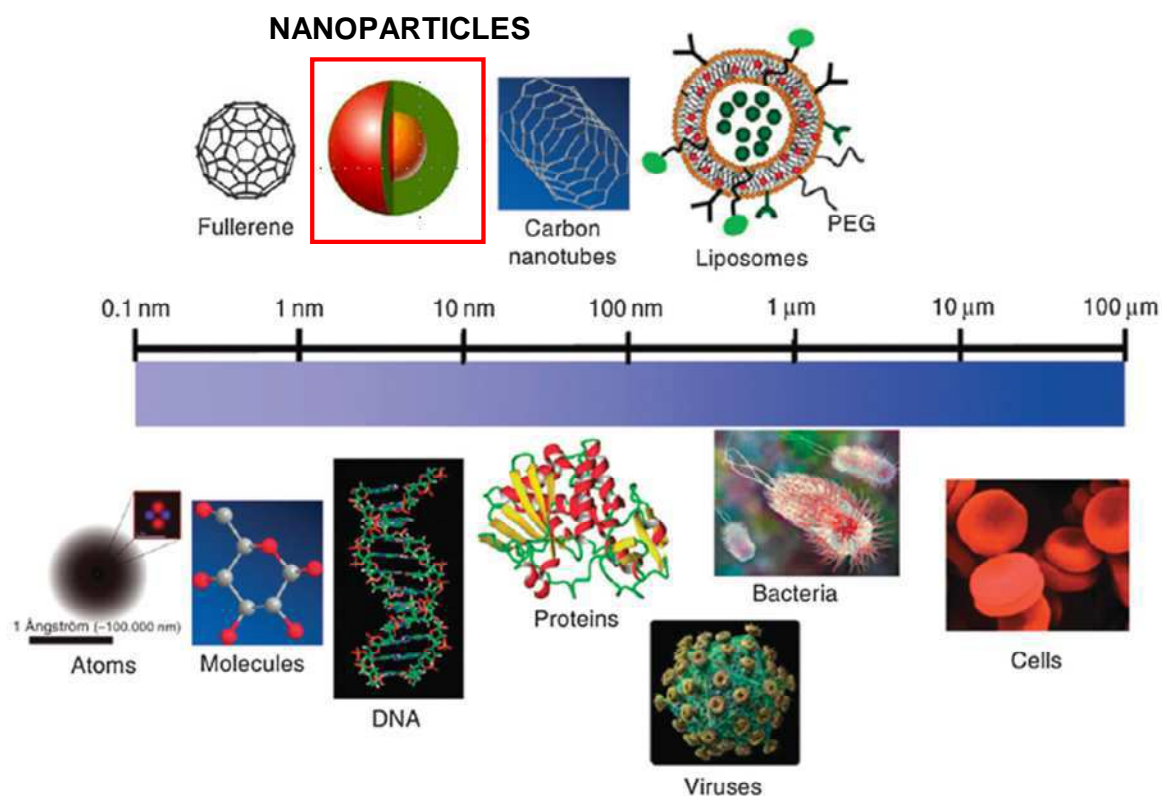 NANOPARTICLES
Fullerene
Carbon
nanotubes
Liposomes
PEG
0.1 nm
1 nm
10 nm
100 nm
1 μm
10 μm
100 μm
1 Ångström (~100.000 nm)
Atoms
Molecules
DNA
Proteins
Viruses
Bacteria
Cells